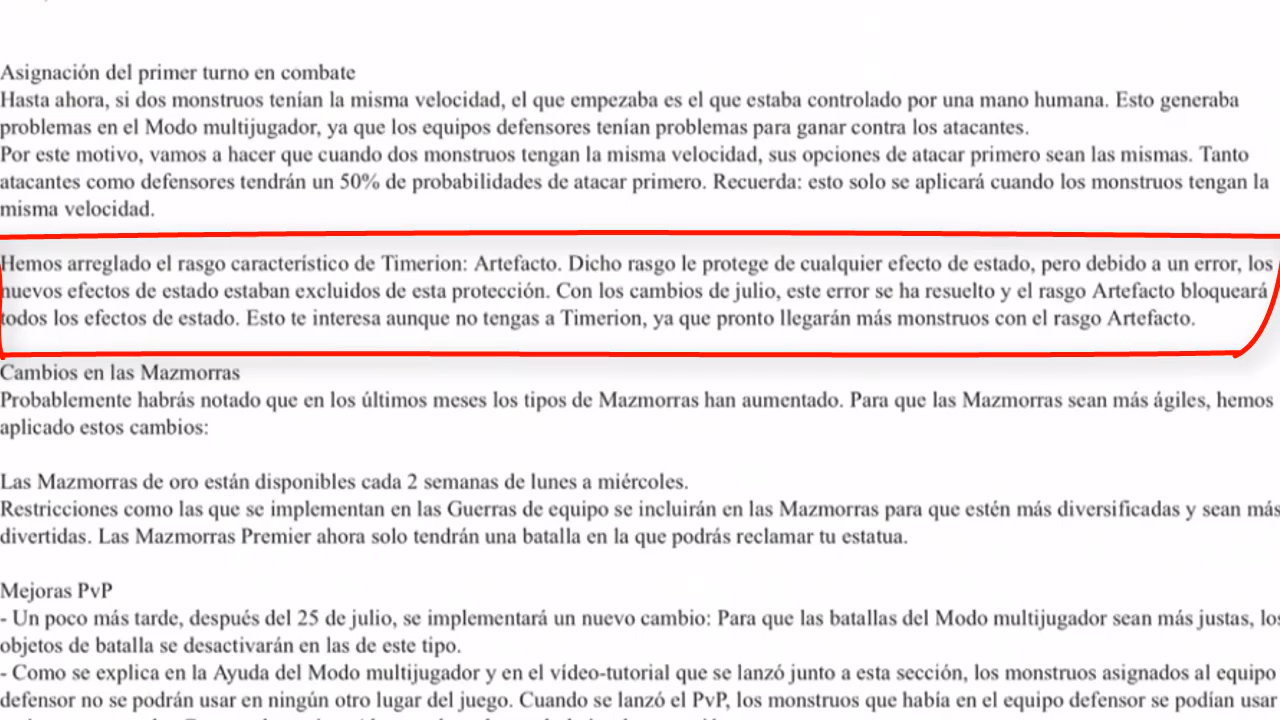 Asignación del primer turno en combate
Hasta ahora, si dos monstruos tenían la misma velocidad, el que empezaba es el que estaba controlado por una mano humana. Esto generaba
problemas en el Modo multijugador, ya que los equipos defensores tenían problemas para ganar contra los atacantes.
Por este motivo, vamos a hacer que cuando dos monstruos tengan la misma velocidad, sus opciones de atacar primero sean las mismas. Tanto
atacantes como defensores tendrán un 50% de probabilidades de atacar primero. Recuerda: esto solo se aplicará cuando los monstruos tengan la
misma velocidad.
Hemos arreglado el rasgo característico de Timerion: Artefacto. Dicho rasgo le protege de cualquier efecto de estado, pero debido a un error, los
nuevos efectos de estado estaban excluidos de esta protección. Con los cambios de julio, este error se ha resuelto y el rasgo Artefacto bloqueará
todos los efectos de estado. Esto te interesa aunque no tengas a Timerion, ya que pronto llegarán más monstruos con el rasgo Artefacto.
Cambios en las Mazmorras
Probablemente habrás notado que en los últimos meses los tipos de Mazmorras han aumentado. Para que las Mazmorras sean más ágiles, hemos
aplicado estos cambios:
Las Mazmorras de oro están disponibles cada 2 semanas de lunes a miércoles.
Restricciones como las que se implementan en las Guerras de equipo se incluirán en las Mazmorras para que estén más diversificadas y sean más
divertidas. Las Mazmorras Premier ahora solo tendrán una batalla en la que podrás reclamar tu estatua.
Mejoras PvP
- Un poco más tarde, después del 25 de julio, se implementará un nuevo cambio: Para que las batallas del Modo multijugador sean más justas, los
objetos de batalla se desactivarán en las de este tipo.
- Como se explica en la Ayuda del Modo multijugador y en el vídeo-tutorial que se lanzó junto a esta sección, los monstruos asignados al equipo
defensor no se podrán usar en ningún otro lugar del juego. Cuando se lanzó el PvP, los monstruos que había en el equipo defensor se podían usar